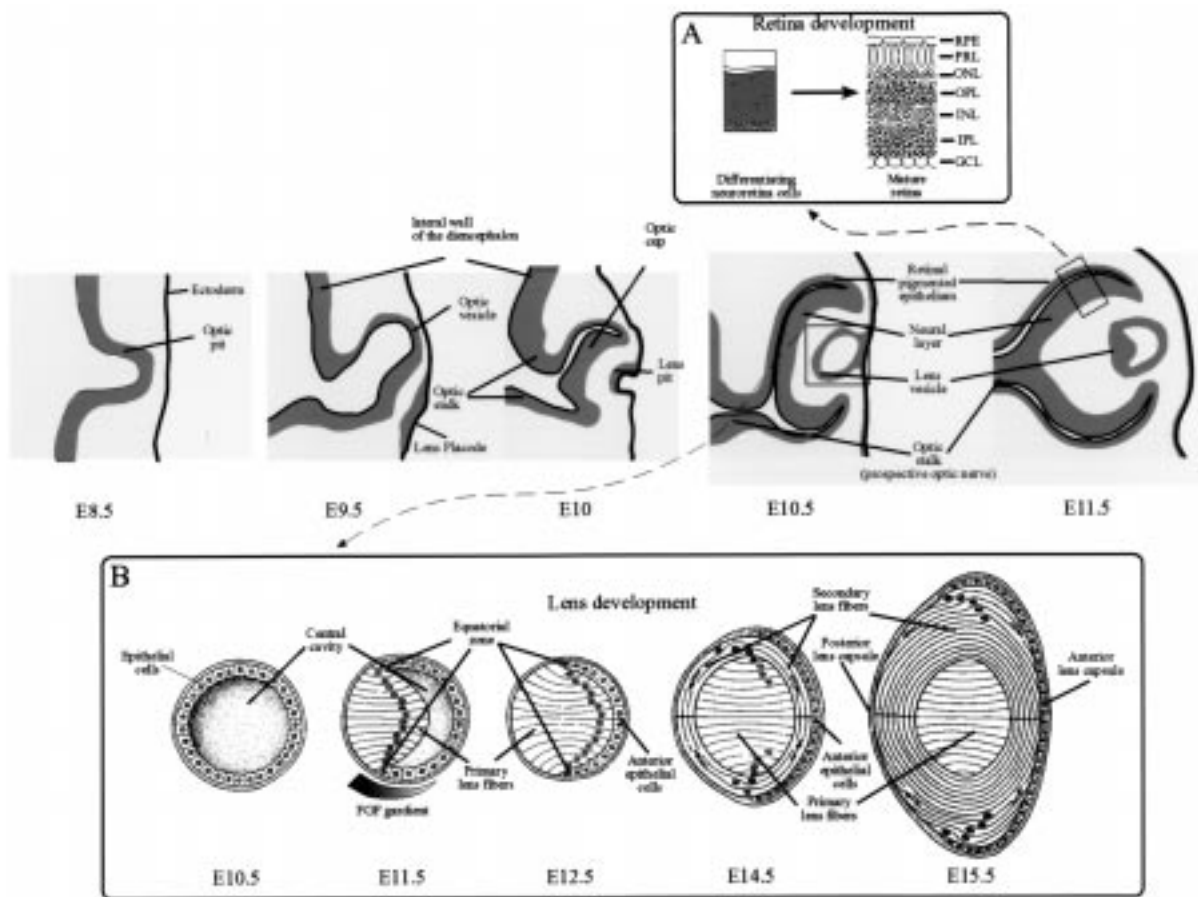 A
Retina development
RPE
PRL
ONL
OPL
INL
IPL
GCL
Differentiating
neuroretina cells
Mature
retina
lateral wall
of the diencephalon
Optic
cup
Ectoderm
Optic
pit
Optic
vesicle
Optic
stalk
Lens Placode
Lens
pit
Retinal
pigmented
epithelium
Neural
layer
Lens
vesicle
Optic
stalk
(prospective optic nerve)
E8.5
E9.5
E10
E10.5
E11.5
B
Lens development
Epithelial
cells
Central
cavity
Equatorial
zone
Secondary
lens fibers
Posterior
lens capsule
Anterior
lens capsule
Primary
lens fibers
FGF gradient
Anterior
epithelial
cells
Anterior
epithelial
cells
Primary
lens fibers
E10.5
E11.5
E12.5
E14.5
E15.5